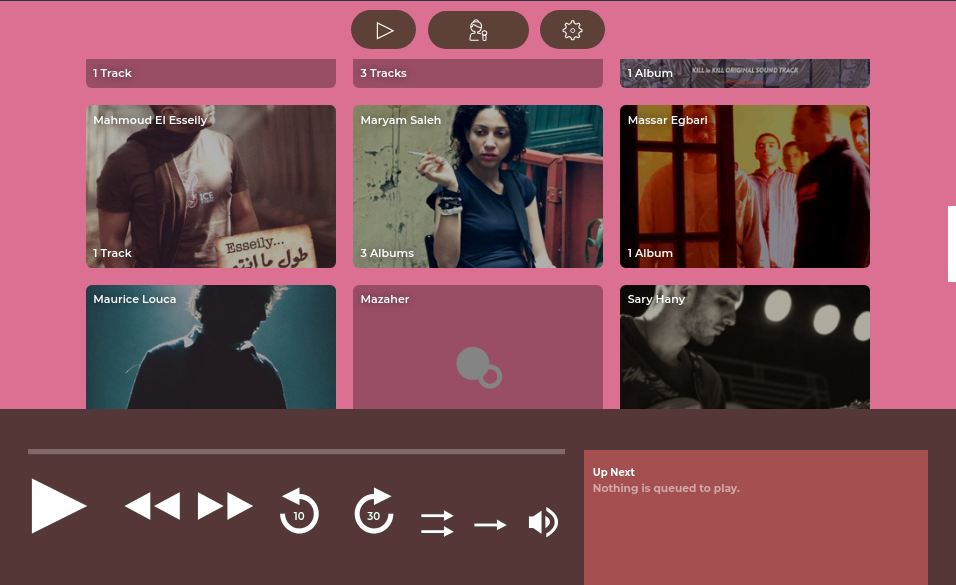 1 Track
3 Tracks
KILL to KILL ORIGINAL SOUND TRACK
1 Album
Mahmoud El Esseily
ICE
Esseily...
طول ما انت
1 Track
Maryam Saleh
3 Albums
Massar Egbari
1 Album
Maurice Louca
Mazaher
Sary Hany
10
30
Up Next
Nothing is queued to play.